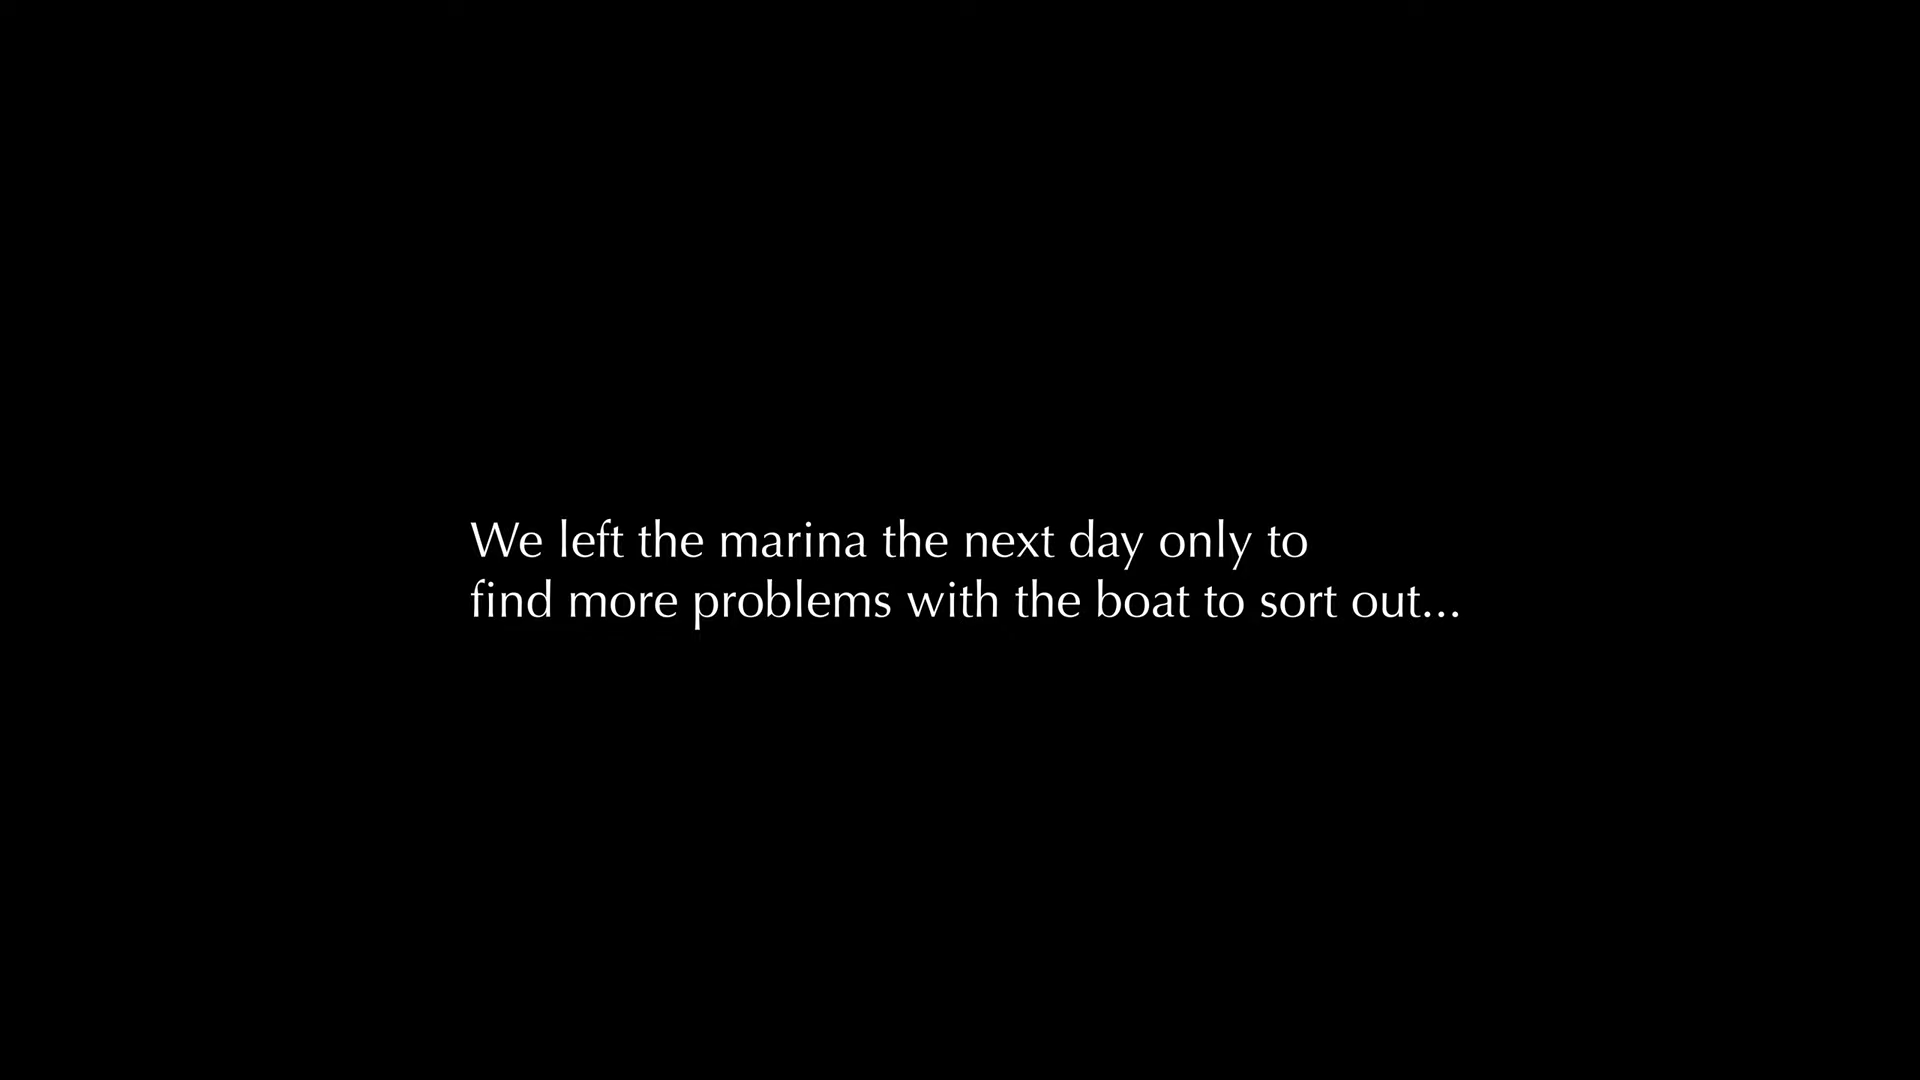 We left the marina the next day only to
find more problems with the boat to sort out...